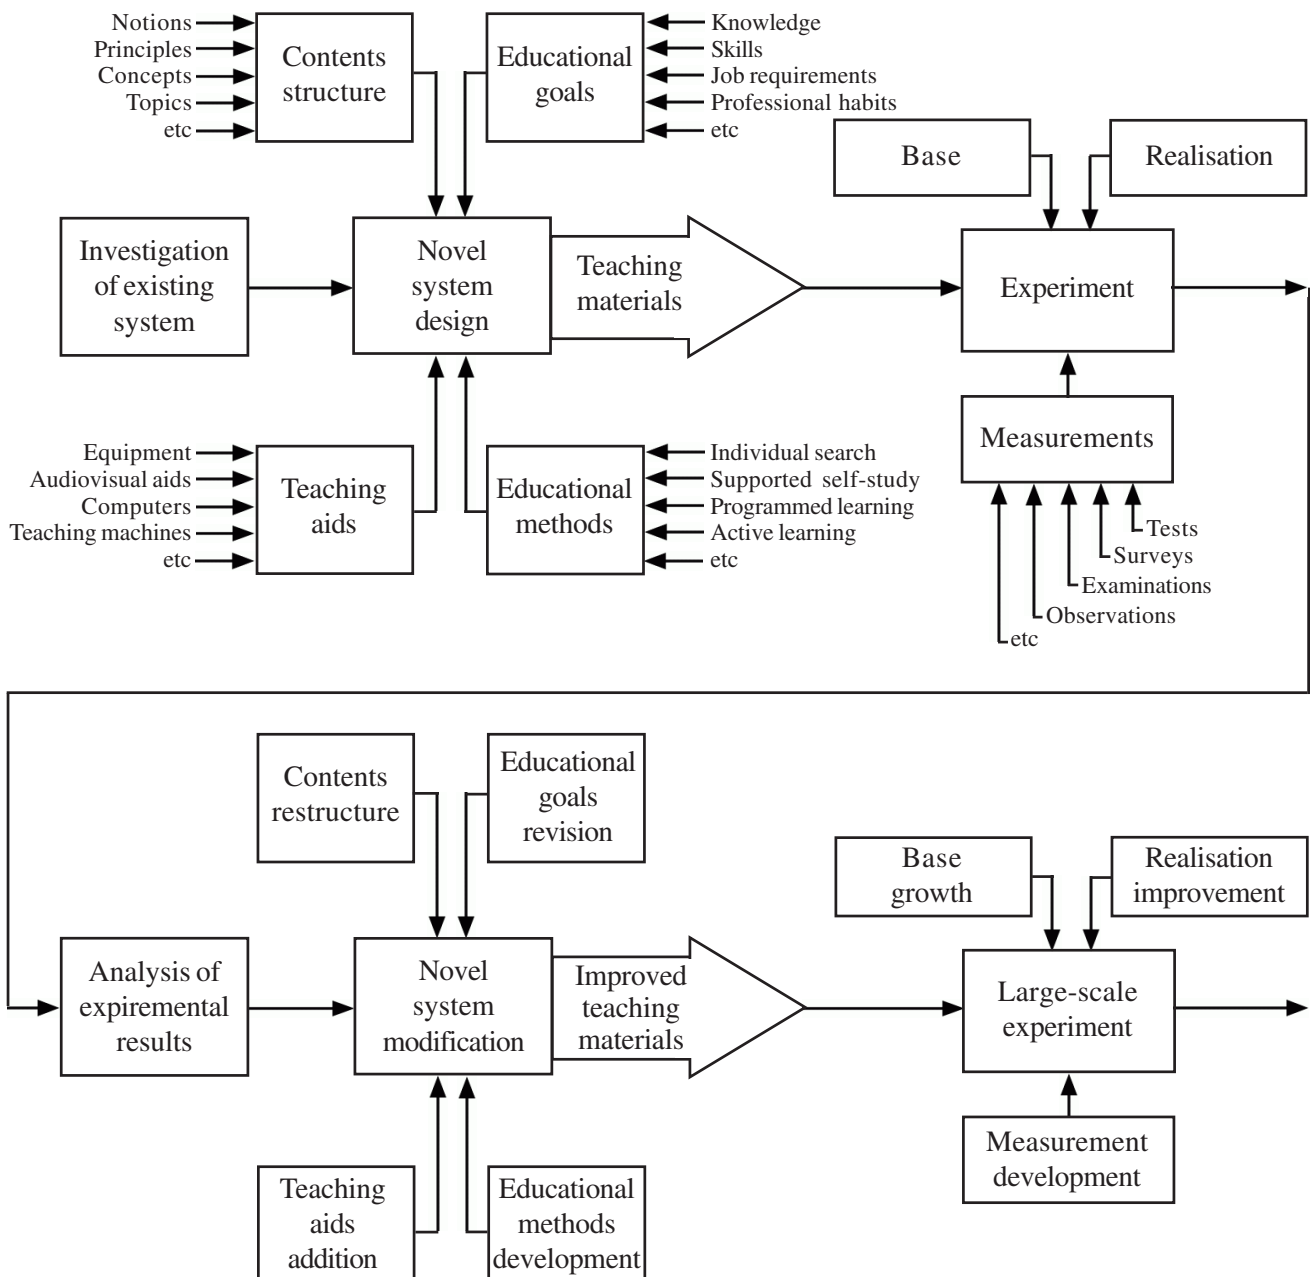 Notions
Principles
Concepts
Topics
etc
Contents
structure
Educational
goals
Knowledge
Skills
Job requirements
Professional habits
etc
Base
Realisation
Investigation
of existing
system
Novel
system
design
Teaching
materials
Experiment
Equipment
Audiovisual aids
Computers
Teaching machines
etc
Teaching
aids
Educational
methods
Individual search
Supported self-study
Programmed learning
Active learning
etc
Measurements
Tests
Surveys
Examinations
Observations
etc
Contents
restructure
Educational
goals
revision
Base
growth
Realisation
improvement
Analysis of
expiremental
results
Novel
system
modification
Improved
teaching
materials
Large-scale
experiment
Teaching
aids
addition
Educational
methods
development
Measurement
development